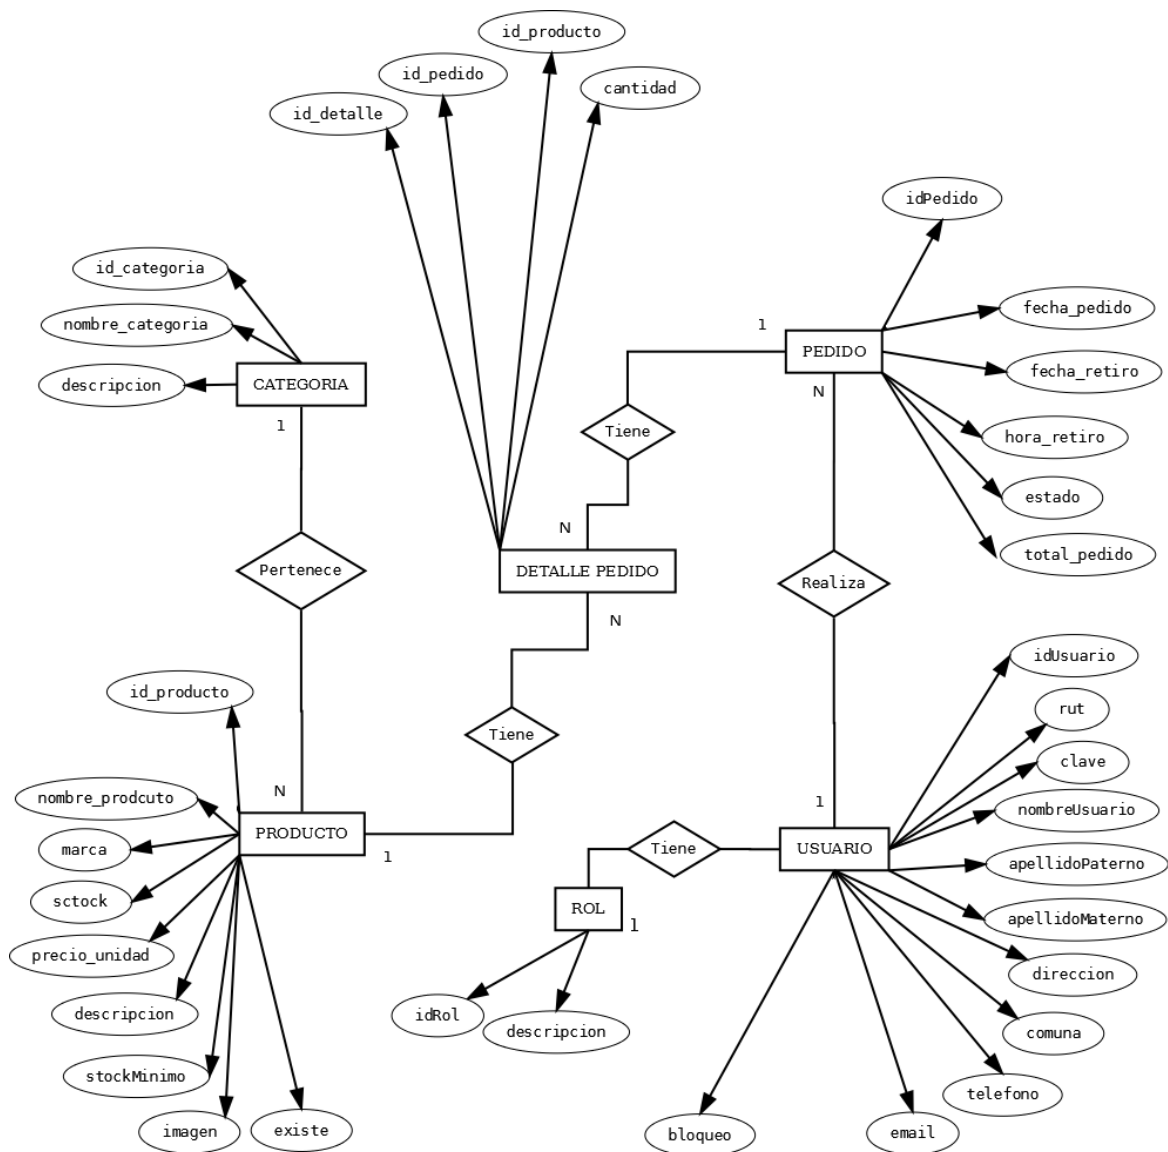 id_producto
id_pedido
cantidad
id_detalle
idPedido
id_categoria
nombre_categoria
descripcion
CATEGORIA
1
fecha_pedido
1
PEDIDO
fecha_retiro
N
Tiene
hora_retiro
estado
total_pedido
N
Pertenece
DETALLE PEDIDO
Realiza
N
idUsuario
id_producto
rut
Tiene
clave
N
nombre_prodcuto
1
nombreUsuario
PRODUCTO
1
marca
Tiene
USUARIO
apellidoPaterno
sctock
ROL
1
apellidoMaterno
precio_unidad
direccion
descripcion
idRol
descripcion
comuna
stockMinimo
telefono
imagen
existe
bloqueo
email